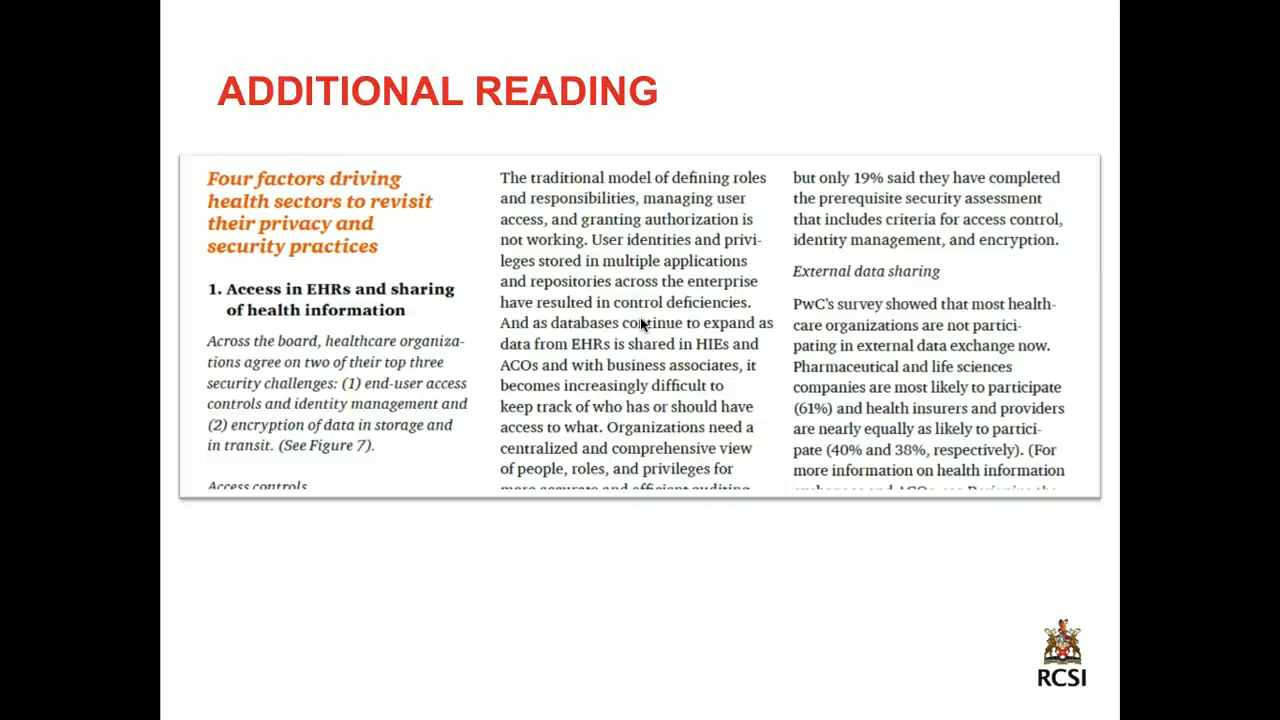 ADDITIONAL READING
Four factors driving
health sectors to revisit
their privacy and
security practices
1. Access in EHRs and sharing
of health information
Across the board, healthcare organiza-
tions agree on two of their top three
security challenges: (1) end-user access
controls and identity management and
(2) encryption of data in storage and
in transit. (See Figure 7).
Access controls
The traditional model of defining roles
and responsibilities, managing user
access, and granting authorization is
not working. User identities and privi-
leges stored in multiple applications
and repositories across the enterprise
have resulted in control deficiencies.
And as databases continue to expand as
data from EHRs is shared in HIEs and
ACOs and with business associates, it
becomes increasingly difficult to
keep track of who has or should have
access to what. Organizations need a
centralized and comprehensive view
of people, roles, and privileges for
more accurate and efficient auditing
but only 19% said they have completed
the prerequisite security assessment
that includes criteria for access control,
identity management, and encryption.
External data sharing
PwC's survey showed that most health-
care organizations are not partici-
pating in external data exchange now.
Pharmaceutical and life sciences
companies are most likely to participate
(61%) and health insurers and providers
are nearly equally as likely to partici-
pate (40% and 38%, respectively). (For
more information on health information
RCSI